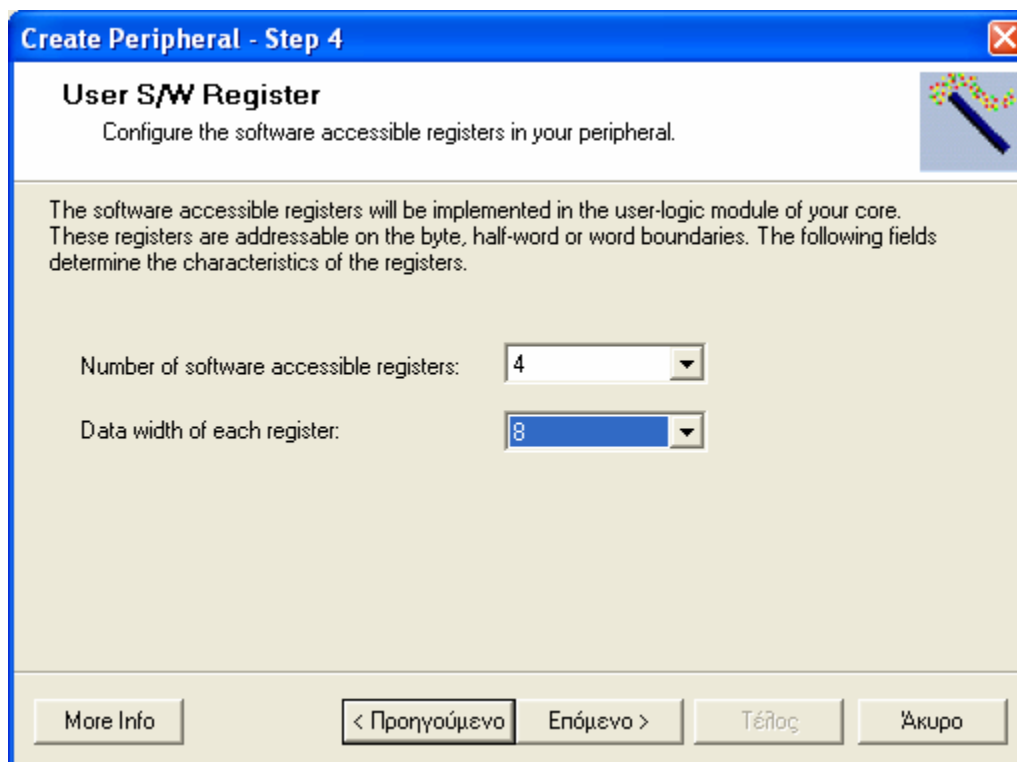 Create Peripheral - Step 4
User S/W Register
Configure the software accessible registers in your peripheral.
The software accessible registers will be implemented in the user-logic module of your core.
These registers are addressable on the byte, half-word or word boundaries. The following fields
determine the characteristics of the registers.
Number of software accessible registers: 4
Data width of each register: 8
More Info < Προηγούμενο Επόμενο > Τέλος Άκυρο